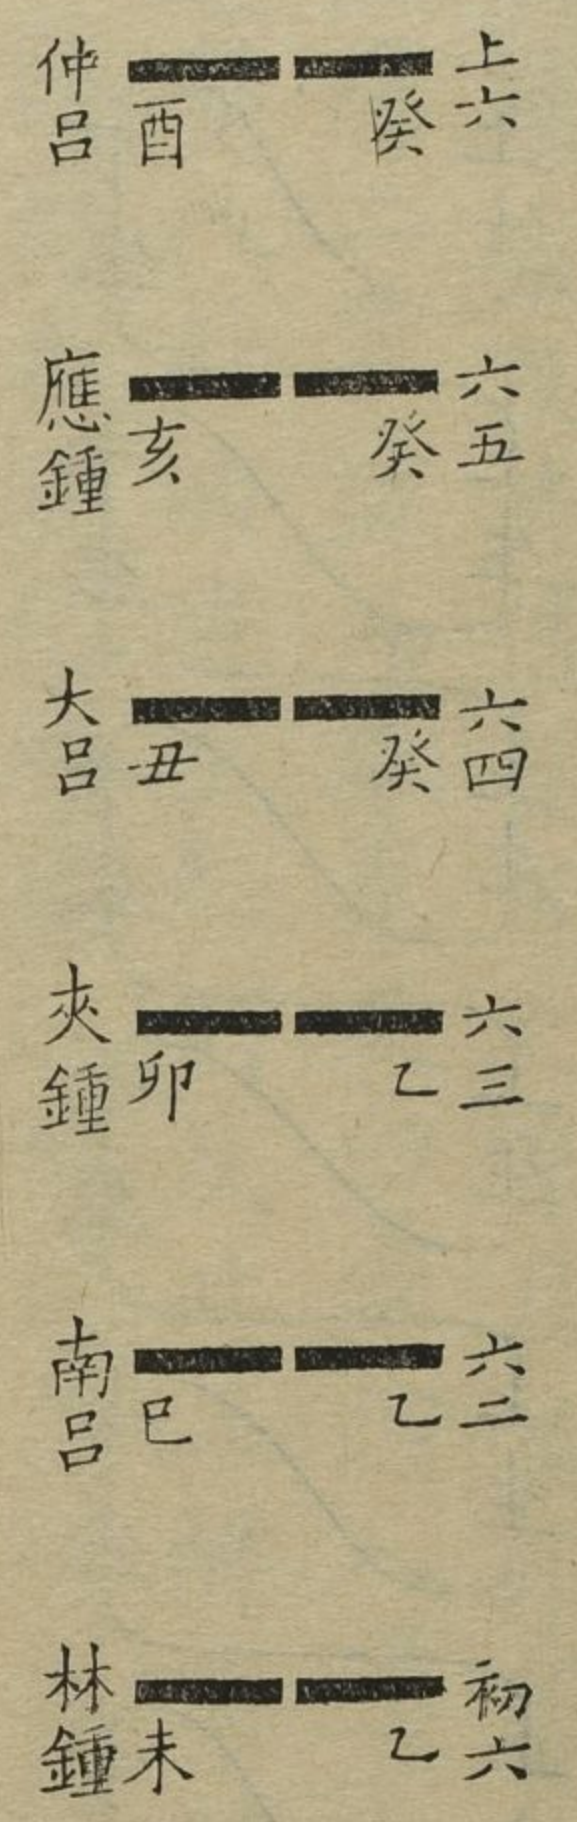 上六 癸 酉 仲呂
六五 癸 亥 應鍾
六四 癸 丑 大呂
六三 乙 卯 夾鍾
六二 乙 巳 南呂
初六 乙 未 林鍾